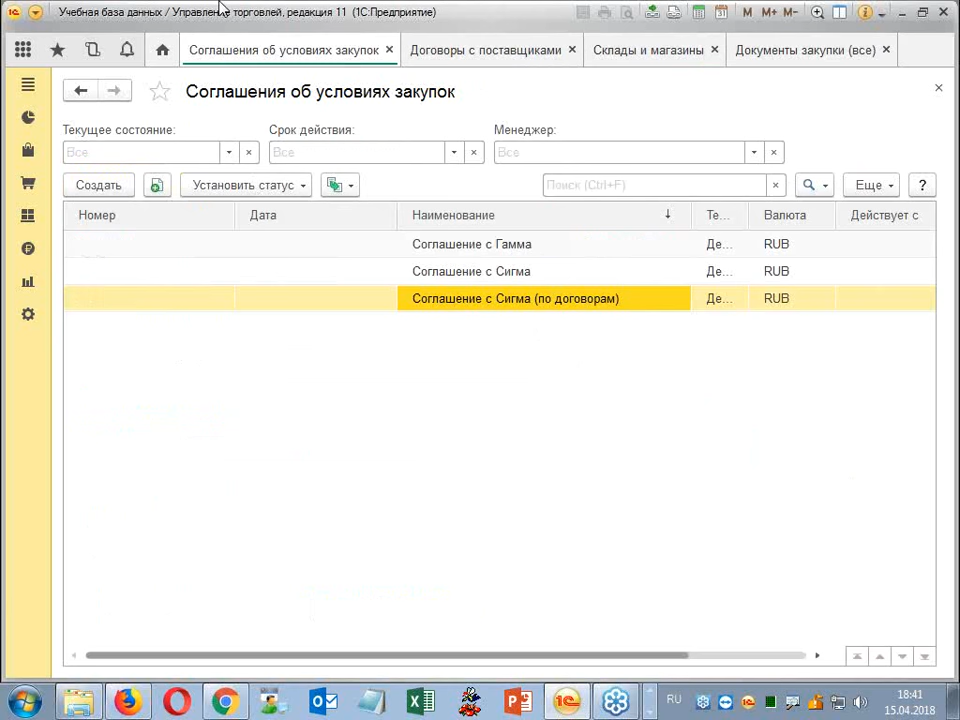 Учебная база данных / Управление торговлей, редакция 11 (1С:Предприятие)
M M+ M-
Соглашения об условиях закупок
Договоры с поставщиками
Склады и магазины
Документы закупки (все)
Соглашения об условиях закупок
Текущее состояние: Срок действия: Менеджер:
Все Все Все
Создать Установить статус Поиск (Ctrl+F) Еще ?
Номер Дата Наименование Те... Валюта Действует с
Соглашение с Гамма Де... RUB
Соглашение с Сигма Де... RUB
Соглашение с Сигма (по договорам) Де... RUB
RU
18:41
15.04.2018